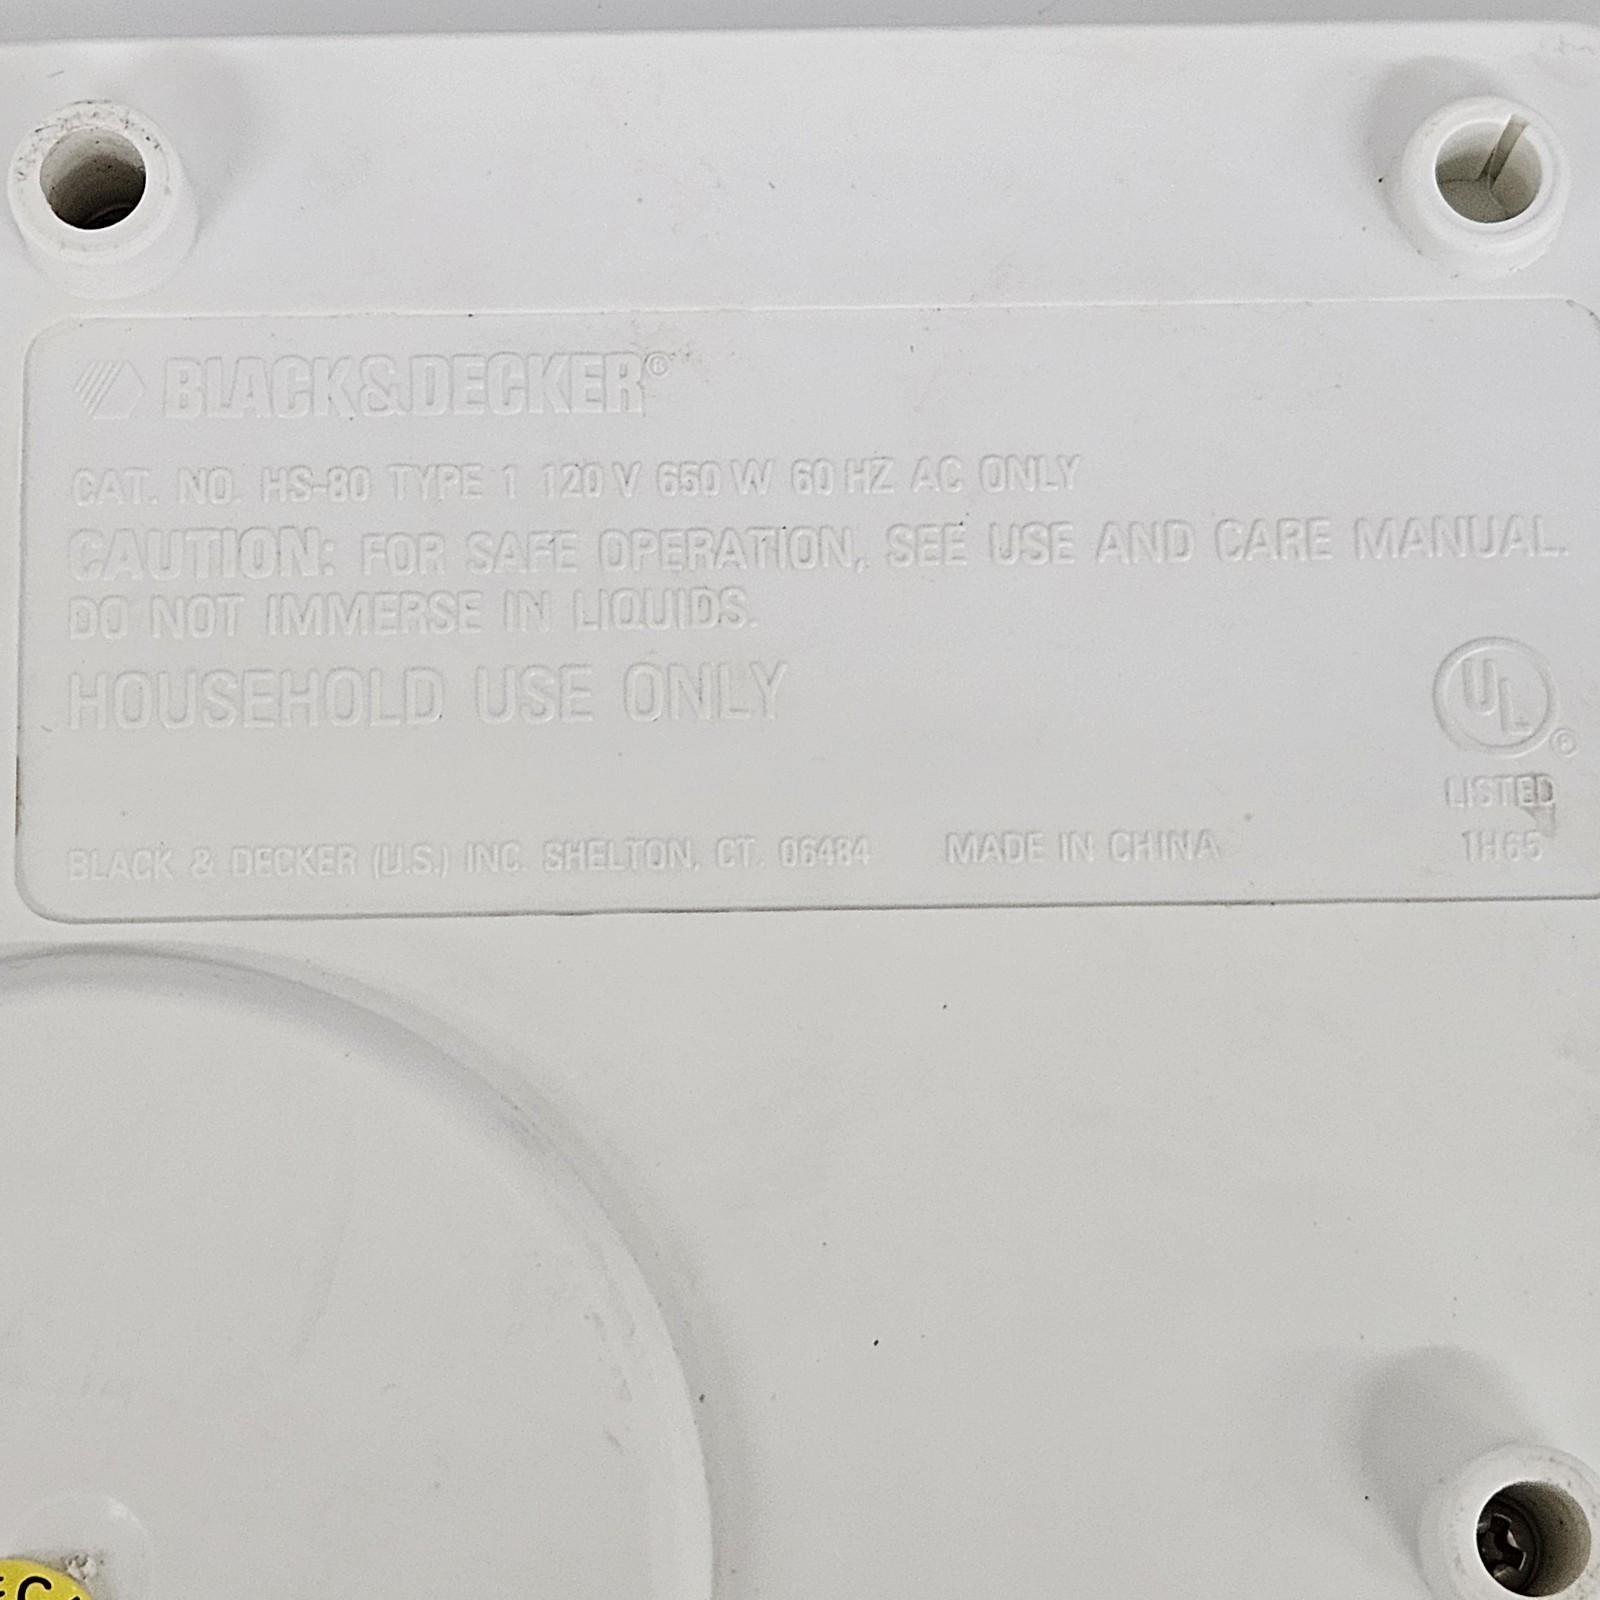 BLACK&DECKER®
CAT. NO. HS-80 TYPE 1 120 V 650 W 60 HZ AC ONLY
CAUTION: FOR SAFE OPERATION, SEE USE AND CARE MANUAL.
DO NOT IMMERSE IN LIQUIDS.
HOUSEHOLD USE ONLY
UL®
LISTED
1H65
BLACK & DECKER (U.S.) INC. SHELTON, CT. 06484 MADE IN CHINA